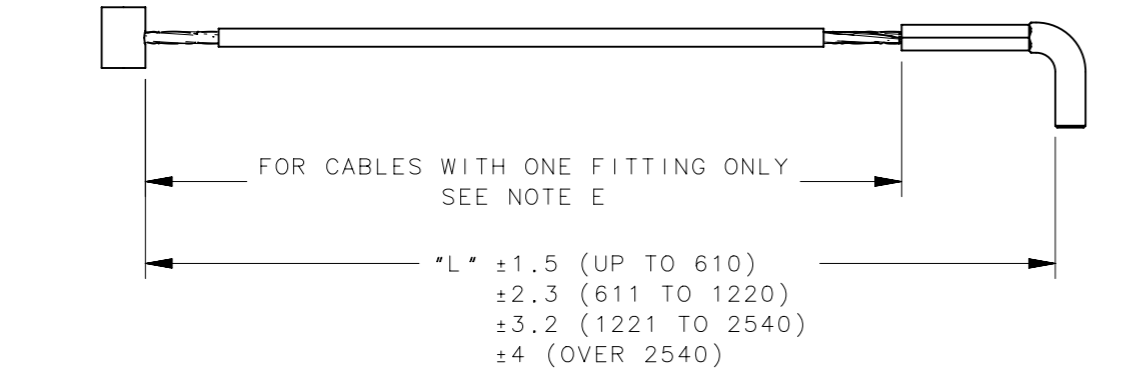 FOR CABLES WITH ONE FITTING ONLY
SEE NOTE E
"L" ±1.5 (UP TO 610)
±2.3 (611 TO 1220)
±3.2 (1221 TO 2540)
±4 (OVER 2540)